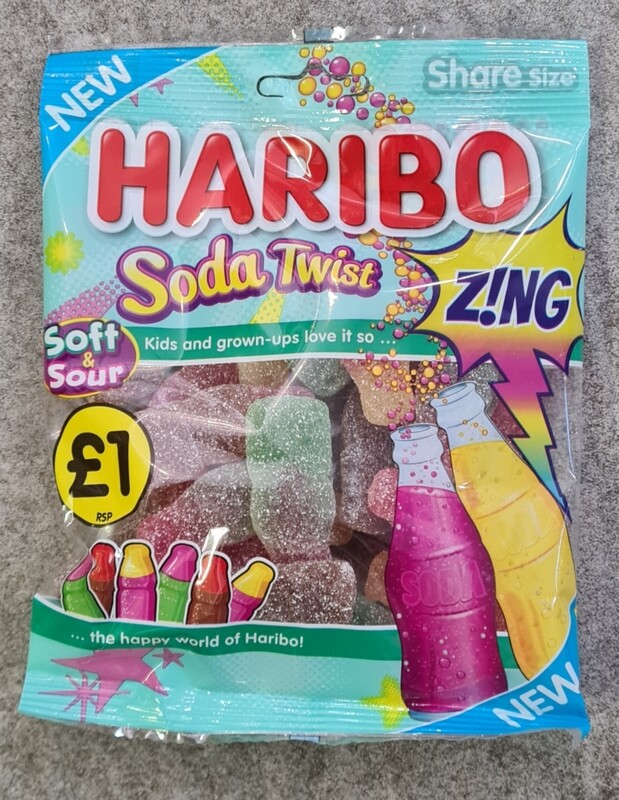 NEW
Share size
HARIBO
Soda Twist
Z!NG
Soft
&
Sour
Kids and grown-ups love it so ...
£1
RSP
SODA
... the happy world of Haribo!
NEW